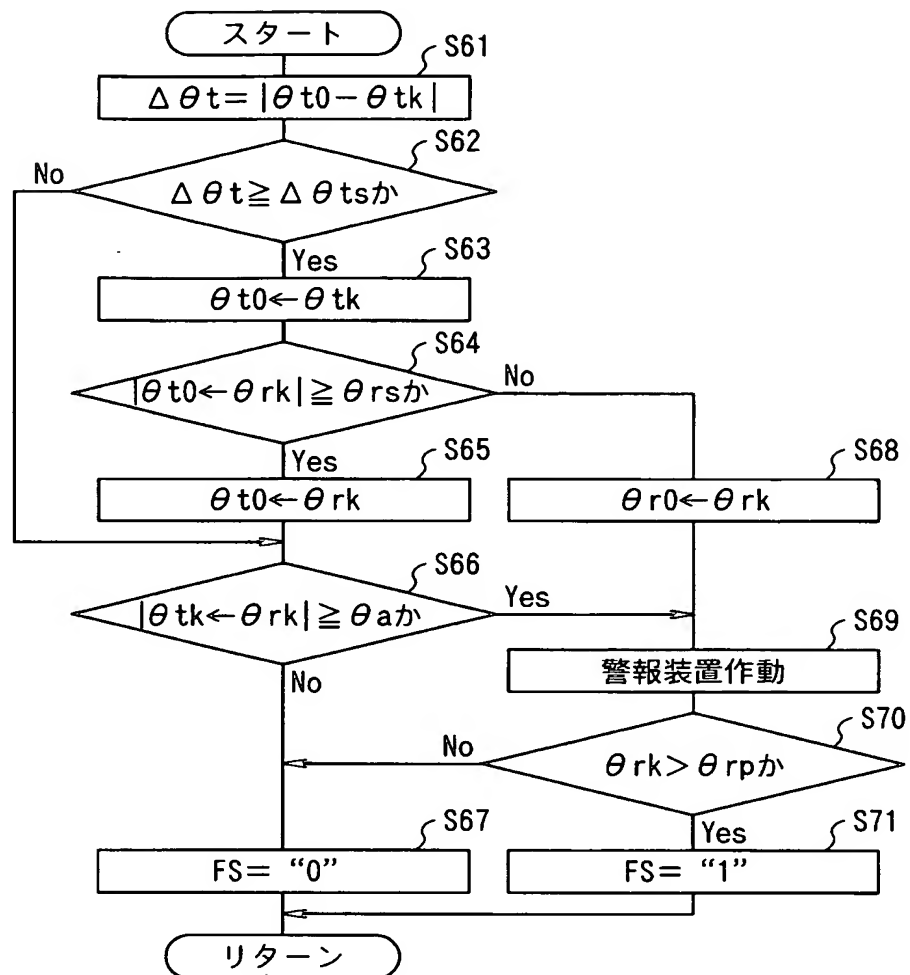 スタート
S61
Δθt=|θt0−θtk|
S62
No
Δθt≧Δθtsか
Yes
S63
θt0←θtk
S64
|θt0←θrk|≧θrsか
No
Yes
S65
θt0←θrk
S68
θr0←θrk
S66
|θtk←θrk|≧θaか
Yes
No
S69
警報装置作動
S70
No
θrk>θrpか
Yes
S67
FS= “0”
S71
FS= “1”
リターン